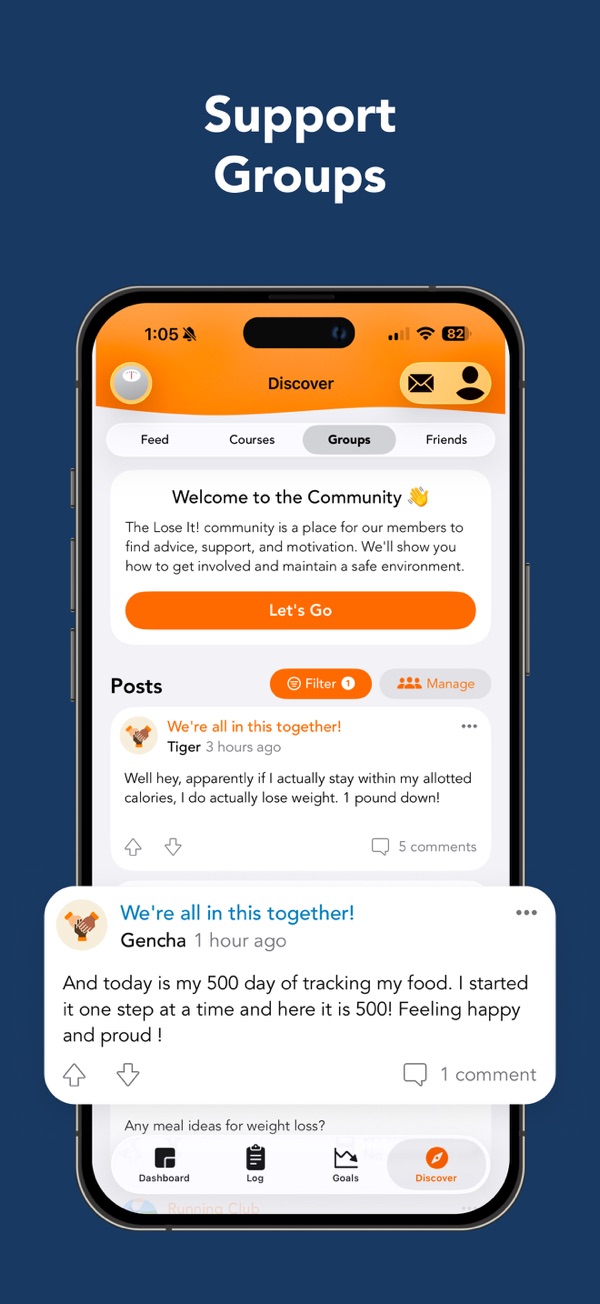 Support
Groups
1:05
82
Discover
Feed
Courses
Groups
Friends
Welcome to the Community 👋
The Lose It! community is a place for our members to
find advice, support, and motivation. We'll show you
how to get involved and maintain a safe environment.
Let's Go
Posts
Filter 1
Manage
We're all in this together!
Tiger 3 hours ago
Well hey, apparently if I actually stay within my allotted
calories, I do actually lose weight. 1 pound down!
5 comments
We're all in this together!
Gencha 1 hour ago
And today is my 500 day of tracking my food. I started
it one step at a time and here it is 500! Feeling happy
and proud !
1 comment
Any meal ideas for weight loss?
Dashboard
Log
Goals
Discover
Running Club